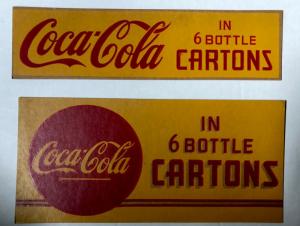 Coca-Cola
IN
6 BOTTLE
CARTONS
Coca-Cola
IN
6 BOTTLE
CARTONS